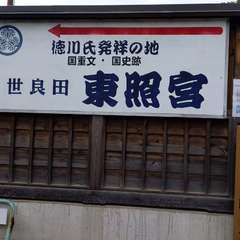 徳川氏発祥の地
国重文・国史跡
世良田 東照宮